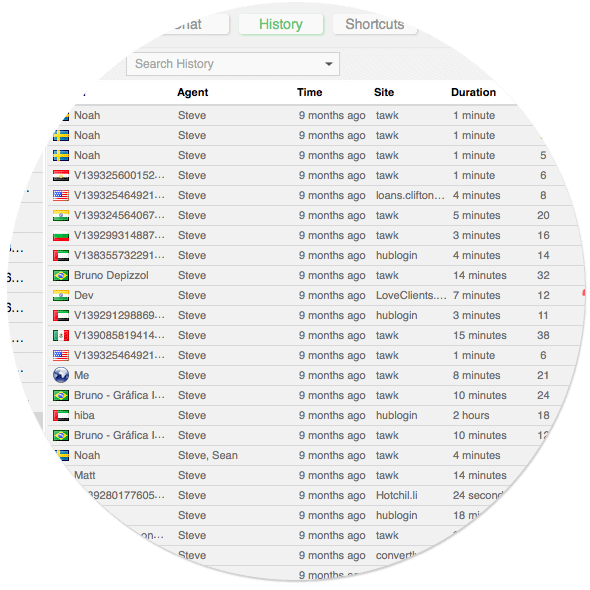 History Shortcuts
Search History
Agent Time Site Duration
Noah Steve 9 months ago tawk 1 minute
Noah Steve 9 months ago tawk 1 minute
Noah Steve 9 months ago tawk 1 minute 5
V139325600152... Steve 9 months ago tawk 1 minute 6
V139325464921... Steve 9 months ago loans.clifton... 4 minutes 8
V139324564067... Steve 9 months ago tawk 5 minutes 20
V139299314887... Steve 9 months ago tawk 3 minutes 16
V138355732291... Steve 9 months ago hublogin 4 minutes 14
Bruno Depizzol Steve 9 months ago tawk 14 minutes 32
Dev Steve 9 months ago LoveClients.... 7 minutes 12
V139291298869... Steve 9 months ago hublogin 3 minutes 11
V139085819414... Steve 9 months ago tawk 15 minutes 38
V139325464921... Steve 9 months ago tawk 1 minute 6
Me Steve 9 months ago tawk 8 minutes 21
Bruno - Gráfica I... Steve 9 months ago tawk 10 minutes 24
hiba Steve 9 months ago hublogin 2 hours 18
Bruno - Gráfica I... Steve 9 months ago tawk 10 minutes 12
Noah Steve, Sean 9 months ago tawk 4 minutes
Matt Steve 9 months ago tawk 14 minutes
39280177605... Steve 9 months ago Hotchil.li 24 second
Steve 9 months ago hublogin 18 mi
on... Steve 9 months ago tawk
Steve 9 months ago convertl
9 months